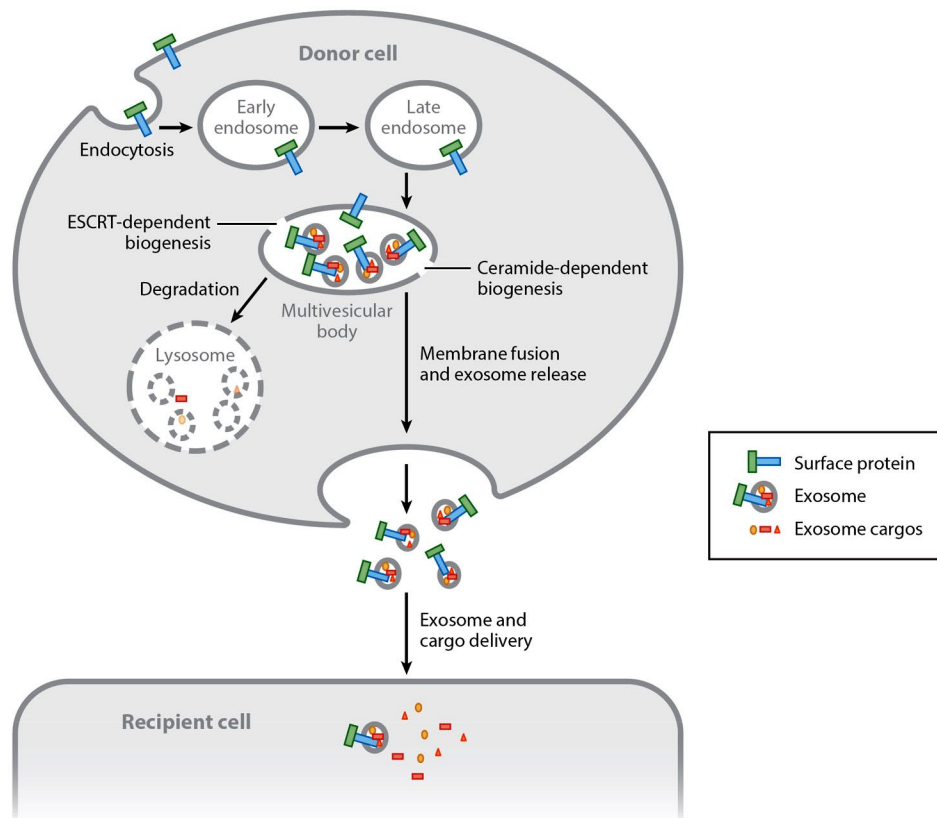 Donor cell
Early
endosome
Late
endosome
Endocytosis
ESCRT-dependent
biogenesis
Ceramide-dependent
biogenesis
Degradation
Multivesicular
body
Lysosome
Membrane fusion
and exosome release
Surface protein
Exosome
Exosome cargos
Exosome and
cargo delivery
Recipient cell